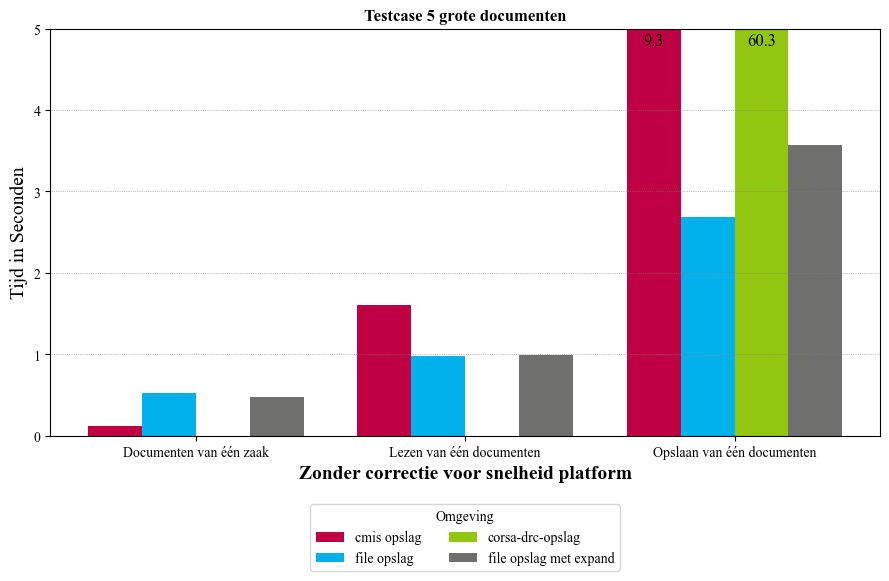 Testcase 5 grote documenten
Tijd in Seconden
5
4
3
2
1
0
9.3
60.3
Documenten van één zaak
Lezen van één documenten
Opslaan van één documenten
Zonder correctie voor snelheid platform
Omgeving
cmis opslag
file opslag
corsa-drc-opslag
file opslag met expand